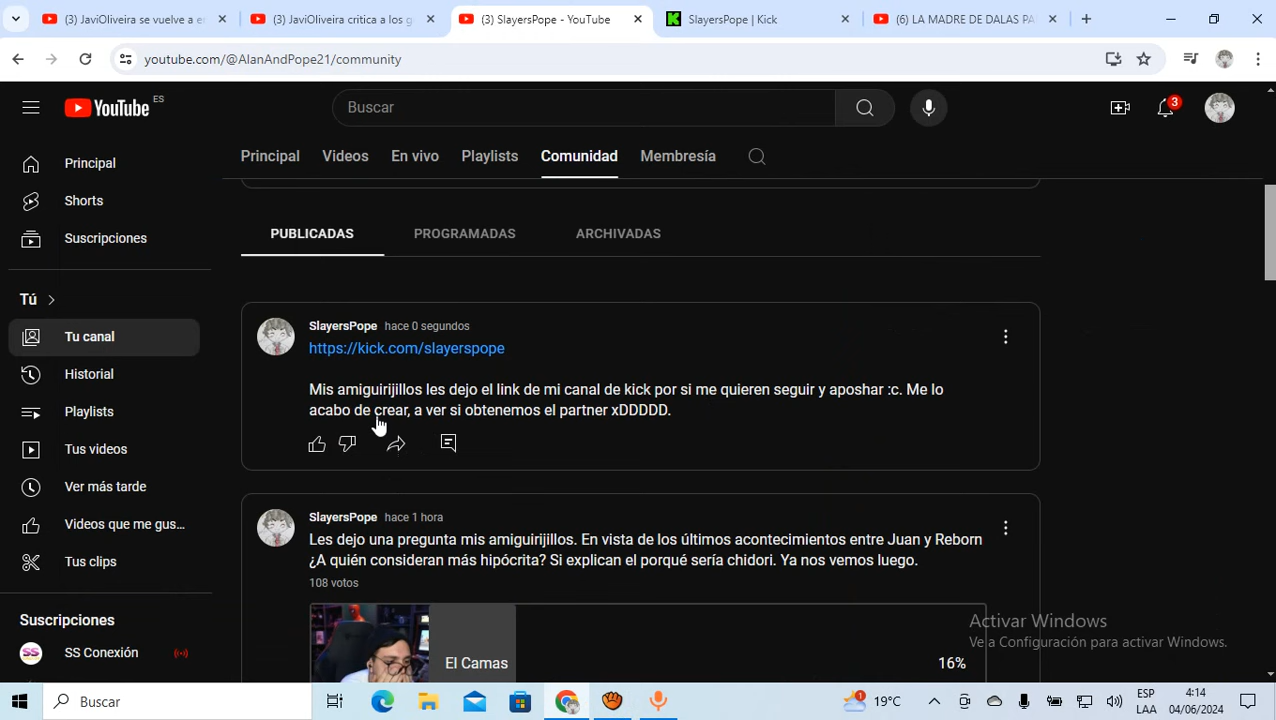 (3) JaviOliveira se vuelve a e
(3) JaviOliveira critica a los g
(3) SlayersPope - YouTube
SlayersPope | Kick
(6) LA MADRE DE DALAS PA
youtube.com/@AlanAndPope21/community
YouTube ES
Buscar
3
Principal
Shorts
Suscripciones
Tú
Tu canal
Historial
Playlists
Tus videos
Ver más tarde
Videos que me gus...
Tus clips
Suscripciones
SS Conexión
Principal Videos En vivo Playlists Comunidad Membresía
PUBLICADAS PROGRAMADAS ARCHIVADAS
SlayersPope hace 0 segundos
https://kick.com/slayerspope
Mis amiguirijillos les dejo el link de mi canal de kick por si me quieren seguir y aposhar :c. Me lo
acabo de crear, a ver si obtenemos el partner xDDDDD.
SlayersPope hace 1 hora
Les dejo una pregunta mis amiguirijillos. En vista de los últimos acontecimientos entre Juan y Reborn
¿A quién consideran más hipócrita? Si explican el porqué sería chidori. Ya nos vemos luego.
108 votos
El Camas 16%
Activar Windows
Ve a Configuración para activar Windows.
Buscar
19°C
ESP
LAA
4:14
04/06/2024